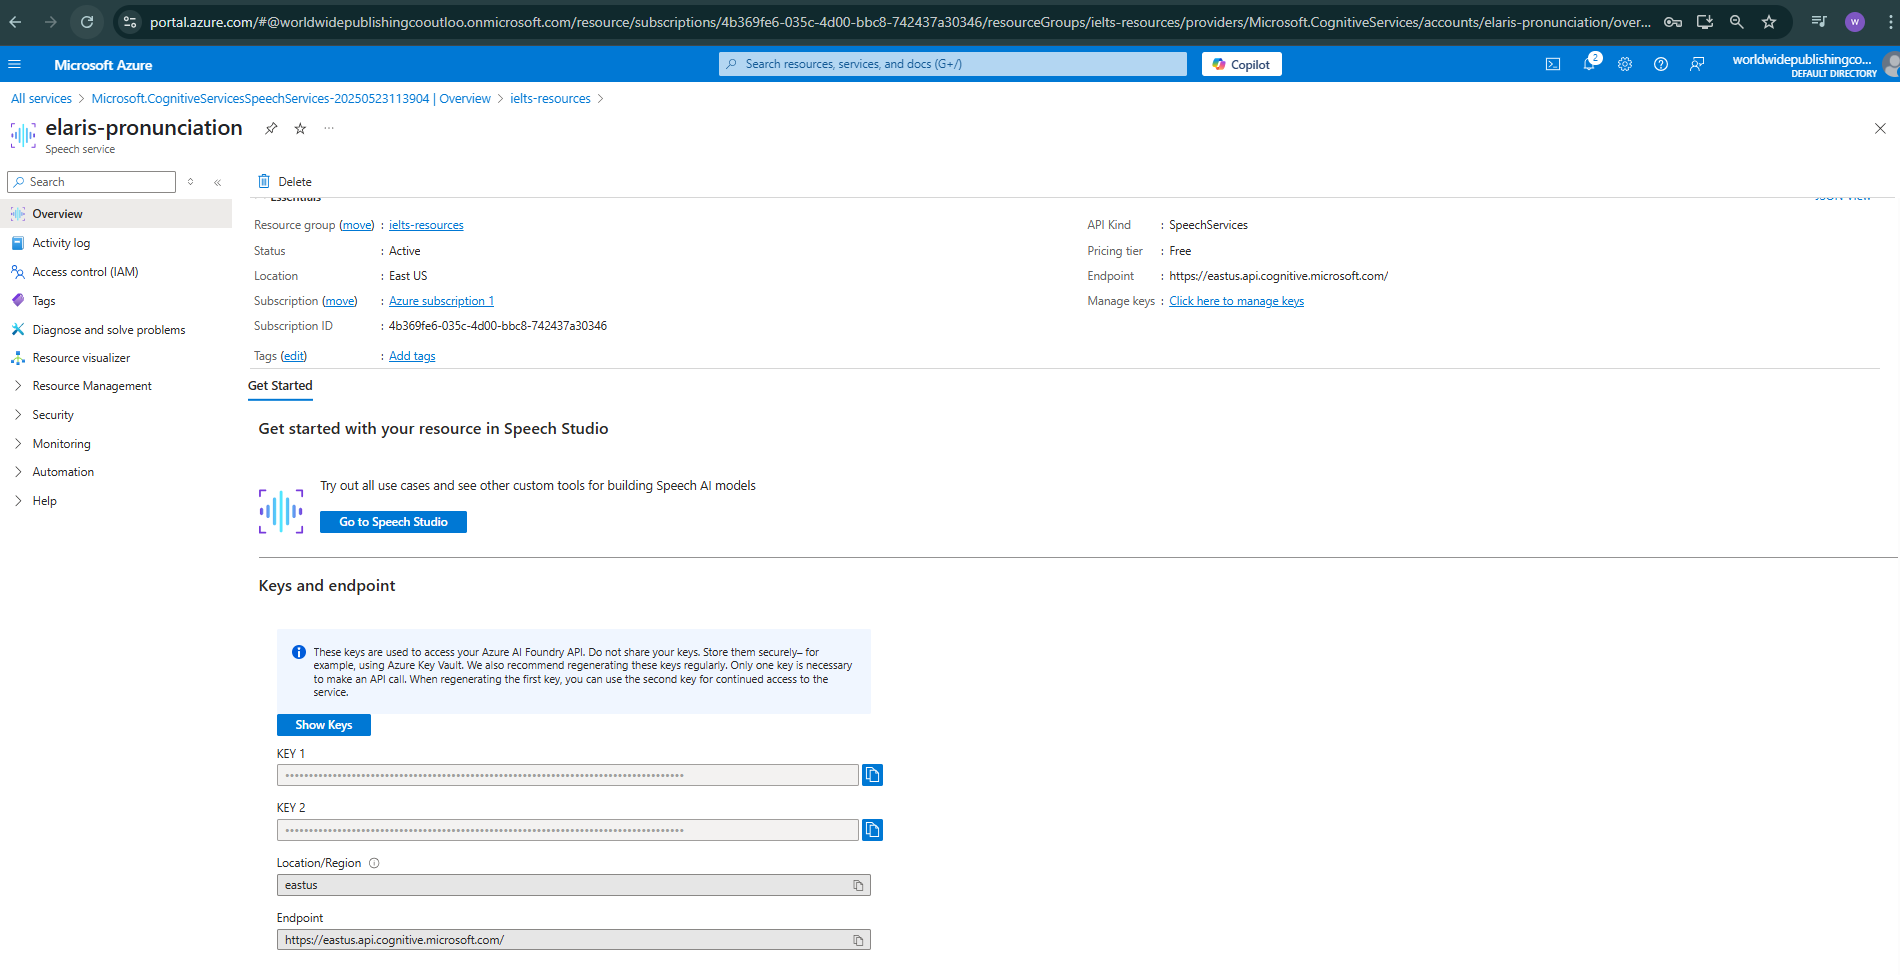 portal.azure.com/#@worldwidepublishingcooutloo.onmicrosoft.com/resource/subscriptions/4b369fe6-035c-4d00-bbc8-742437a30346/resourceGroups/ielts-resources/providers/Microsoft.CognitiveServices/accounts/elaris-pronunciation/over...
W
Microsoft Azure
Search resources, services, and docs (G+/)
Copilot
2
worldwidepublishingco...
DEFAULT DIRECTORY
All services > Microsoft.CognitiveServicesSpeechServices-20250523113904 | Overview > ielts-resources >
elaris-pronunciation
...
Speech service
Search
Delete
Essentials
JSON View
Overview
Activity log
Access control (IAM)
Tags
Diagnose and solve problems
Resource visualizer
Resource Management
Security
Monitoring
Automation
Help
Resource group (move) : ielts-resources
Status : Active
Location : East US
Subscription (move) : Azure subscription 1
Subscription ID : 4b369fe6-035c-4d00-bbc8-742437a30346
Tags (edit) : Add tags
API Kind : SpeechServices
Pricing tier : Free
Endpoint : https://eastus.api.cognitive.microsoft.com/
Manage keys : Click here to manage keys
Get Started
Get started with your resource in Speech Studio
Try out all use cases and see other custom tools for building Speech AI models
Go to Speech Studio
Keys and endpoint
These keys are used to access your Azure AI Foundry API. Do not share your keys. Store them securely– for
example, using Azure Key Vault. We also recommend regenerating these keys regularly. Only one key is necessary
to make an API call. When regenerating the first key, you can use the second key for continued access to the
service.
Show Keys
KEY 1
KEY 2
Location/Region
eastus
Endpoint
https://eastus.api.cognitive.microsoft.com/